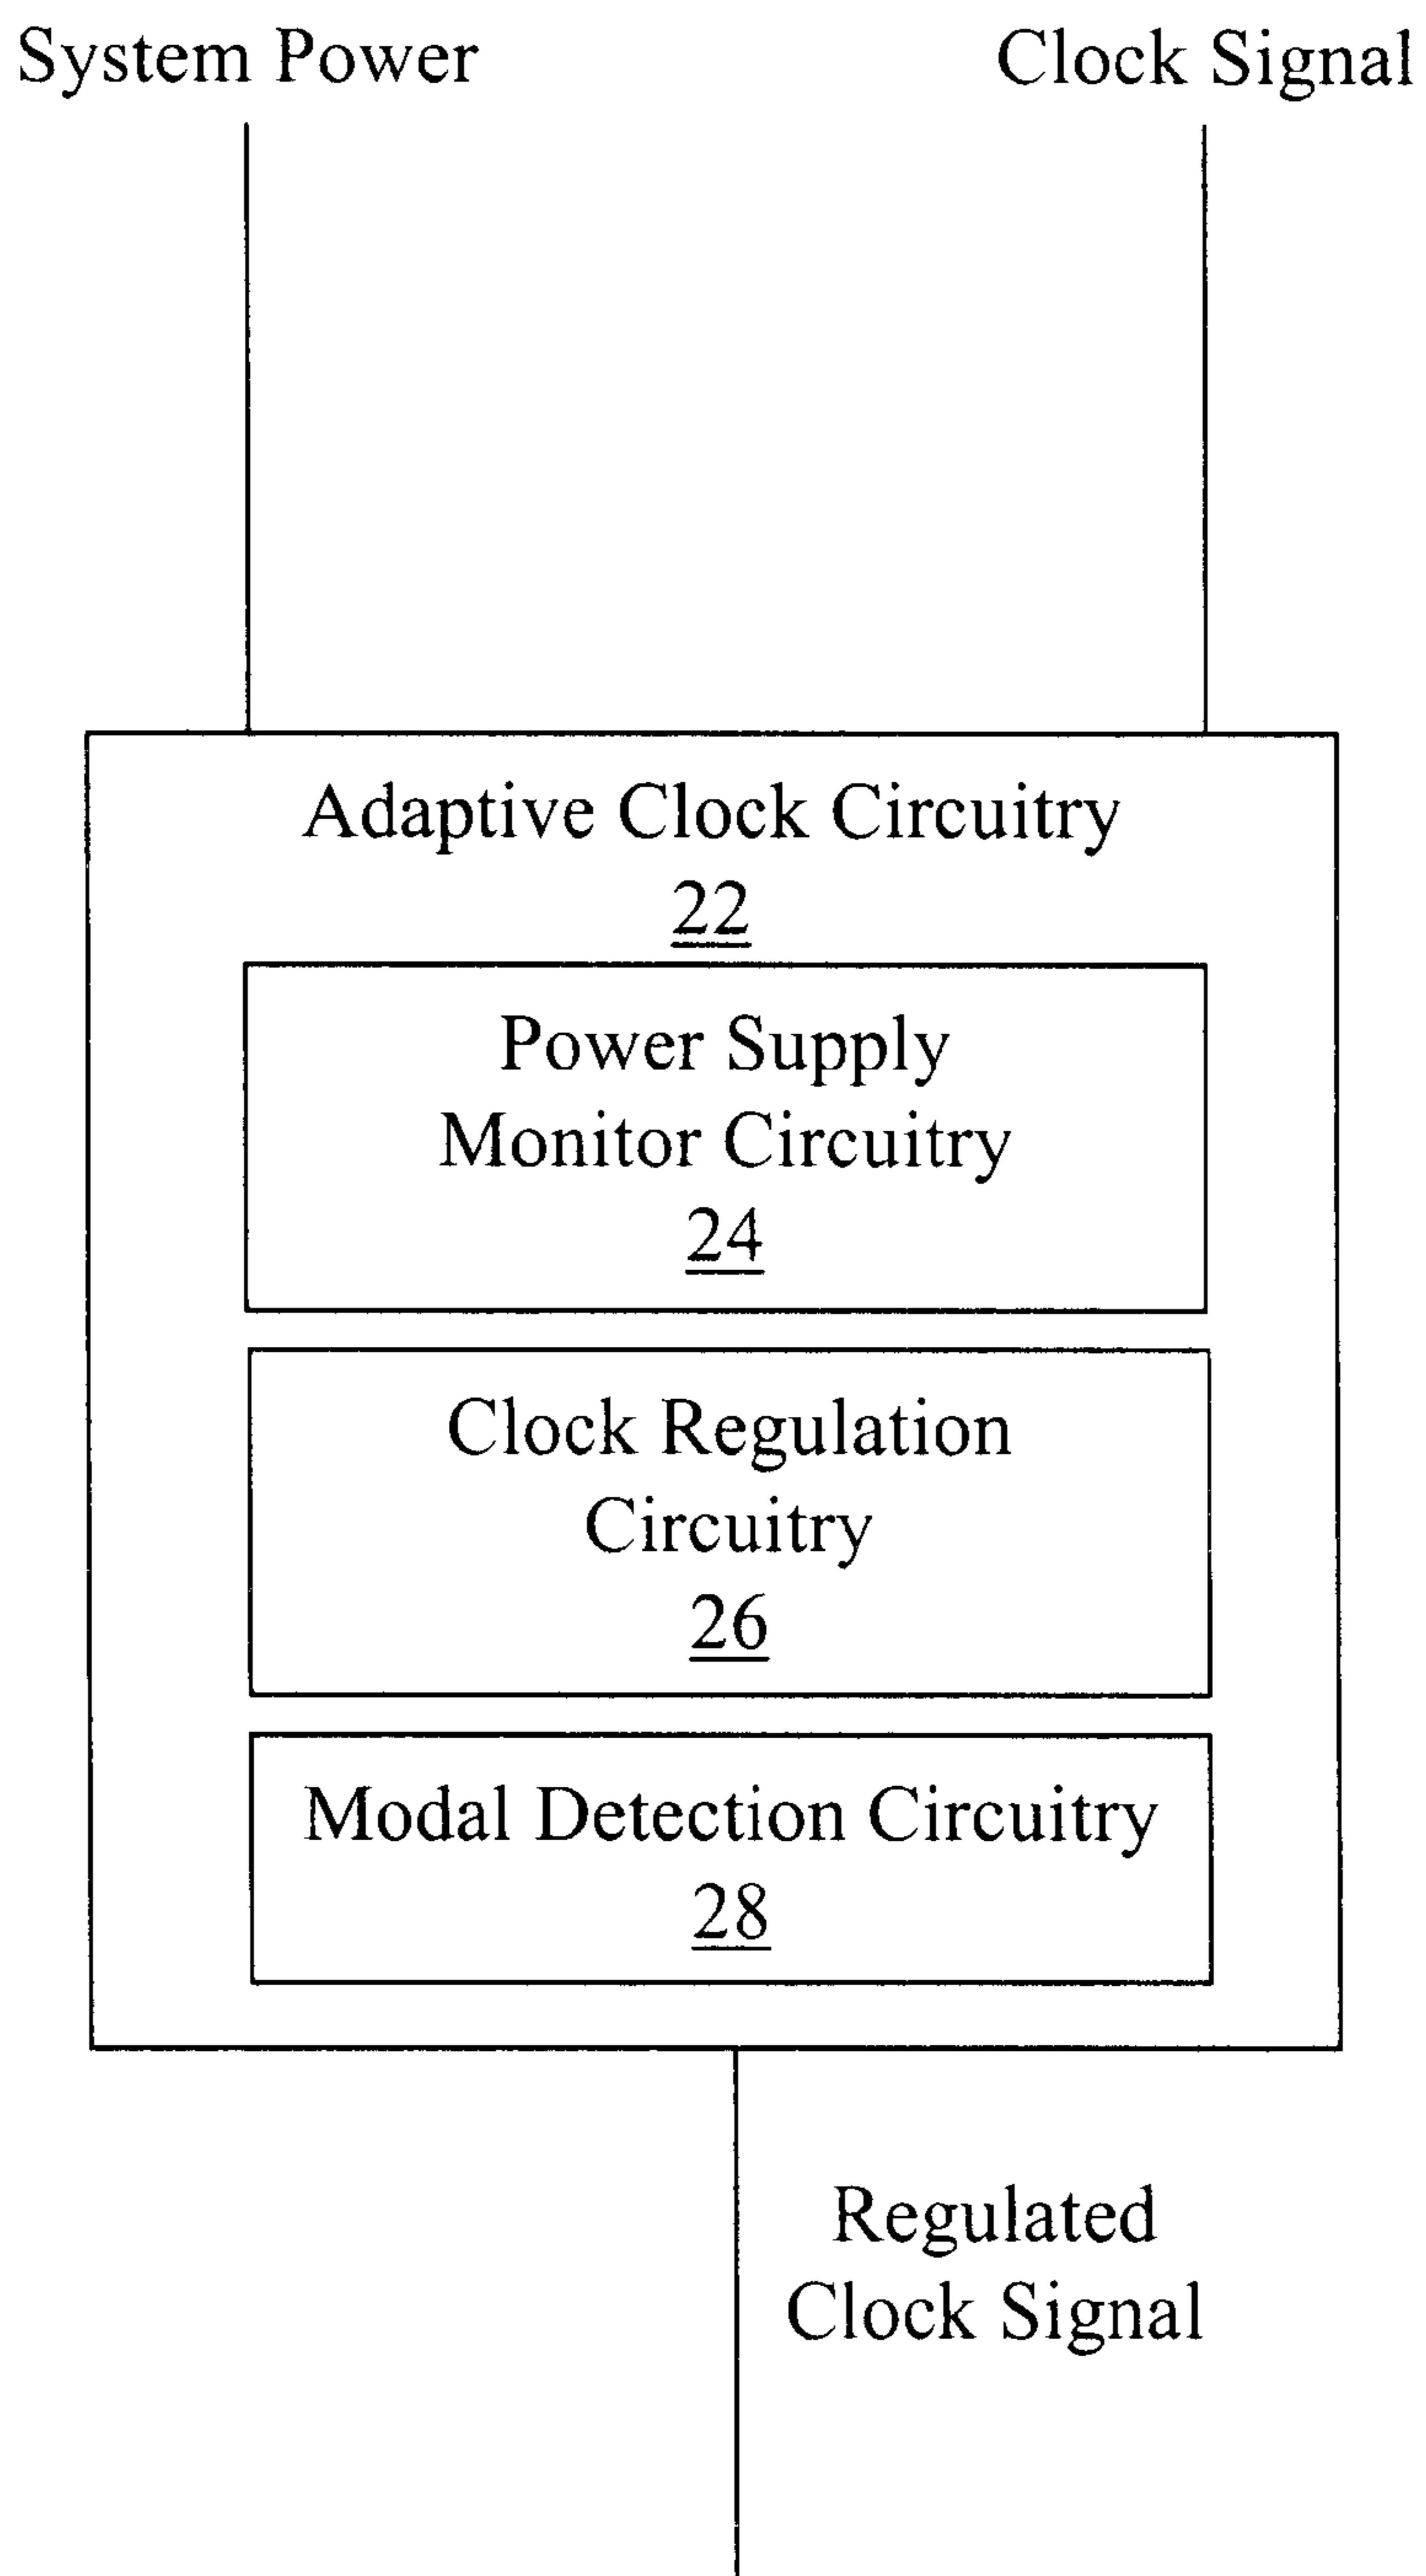 System Power
Clock Signal
Adaptive Clock Circuitry
22
Power Supply
Monitor Circuitry
24
Clock Regulation
Circuitry
26
Modal Detection Circuitry
28
Regulated
Clock Signal